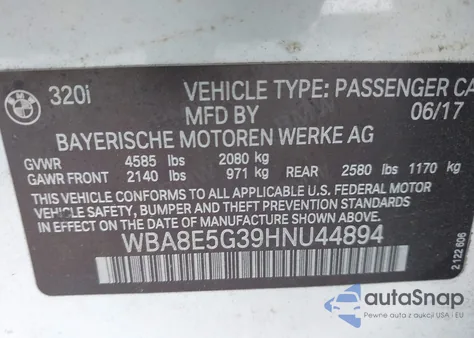 BMW 320i VEHICLE TYPE: PASSENGER CA
MFD BY 06/17
BAYERISCHE MOTOREN WERKE AG
GVWR 4585 lbs 2080 kg
GAWR FRONT 2140 lbs 971 kg REAR 2580 lbs 1170 kg
THIS VEHICLE CONFORMS TO ALL APPLICABLE U.S. FEDERAL MOTOR
VEHICLE SAFETY, BUMPER AND THEFT PREVENTION STANDARDS
IN EFFECT ON THE DATE OF MANUFACTURE SHOWN ABOVE.
WBA8E5G39HNU44894
2 122 606
autoSnap
Pewne auta z dostawą z USA i EU